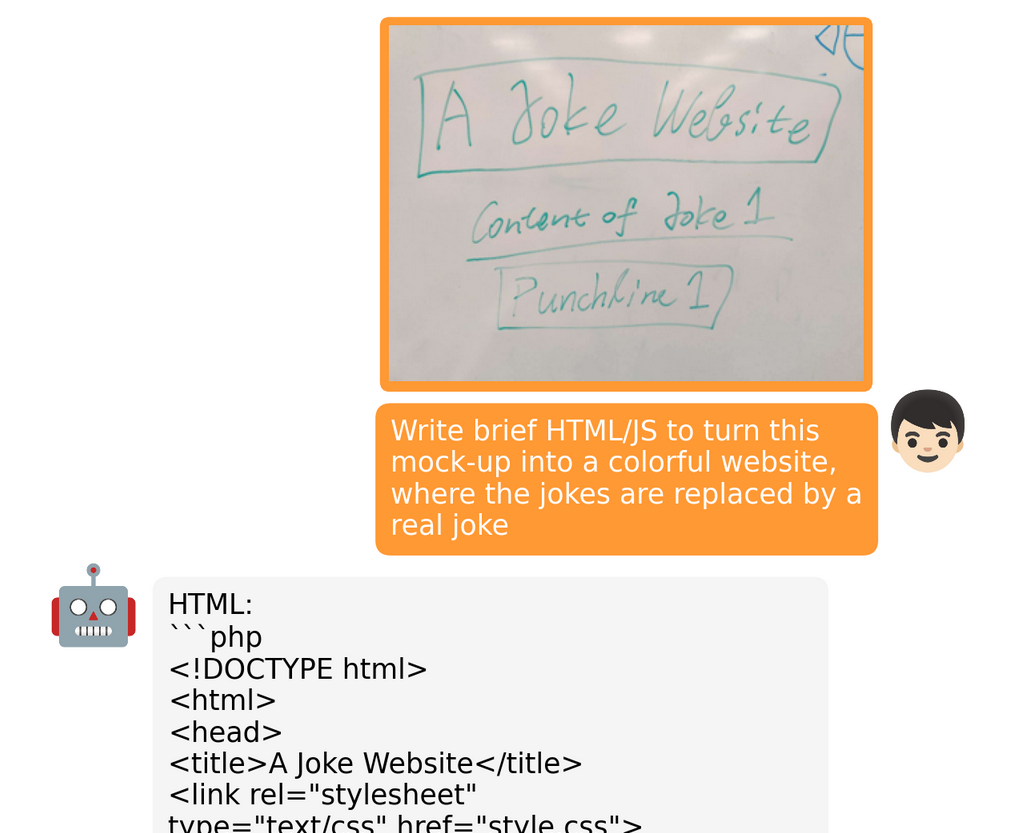 A Joke Website
Content of Joke 1
Punchline 1
Write brief HTML/JS to turn this
mock-up into a colorful website,
where the jokes are replaced by a
real joke
HTML:
```php
<!DOCTYPE html>
<html>
<head>
<title>A Joke Website</title>
<link rel="stylesheet"
type="text/css" href="style.css">